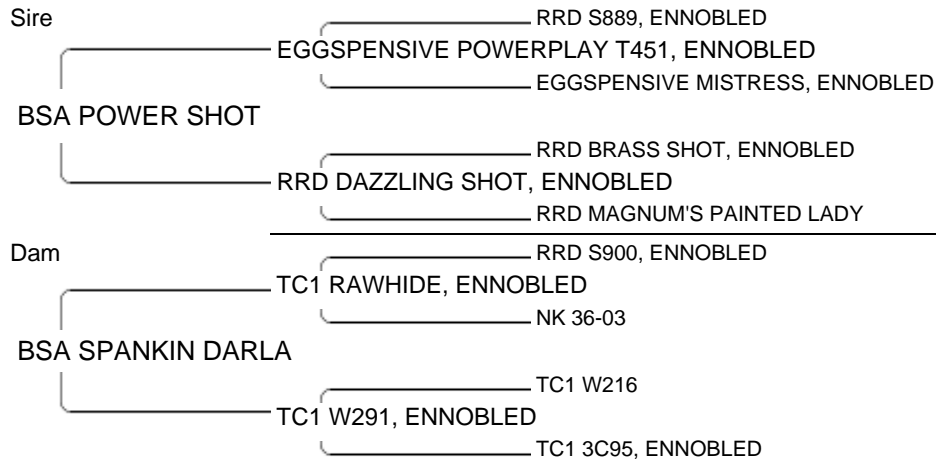 Sire
RRD S889, ENNOBLED
EGGSPENSIVE POWERPLAY T451, ENNOBLED
EGGSPENSIVE MISTRESS, ENNOBLED
BSA POWER SHOT
RRD BRASS SHOT, ENNOBLED
RRD DAZZLING SHOT, ENNOBLED
RRD MAGNUM'S PAINTED LADY
Dam
RRD S900, ENNOBLED
TC1 RAWHIDE, ENNOBLED
NK 36-03
BSA SPANKIN DARLA
TC1 W216
TC1 W291, ENNOBLED
TC1 3C95, ENNOBLED